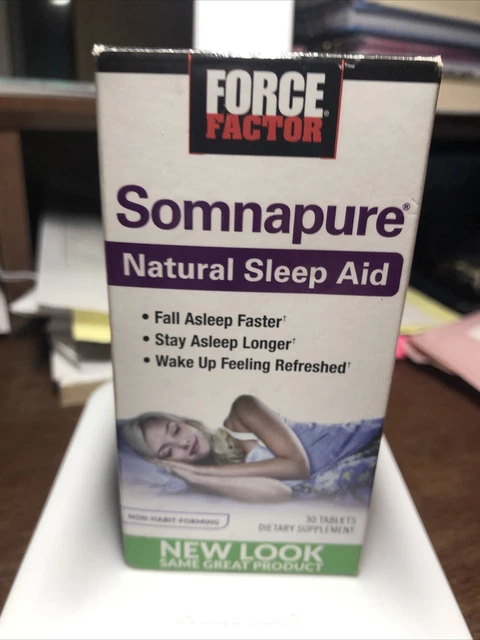 FORCE
FACTOR®
Somnapure®
Natural Sleep Aid
• Fall Asleep Faster†
• Stay Asleep Longer†
• Wake Up Feeling Refreshed†
NON-HABIT-FORMING
10 TABLETS
DIETARY SUPPLEMENT
NEW LOOK
SAME GREAT PRODUCT